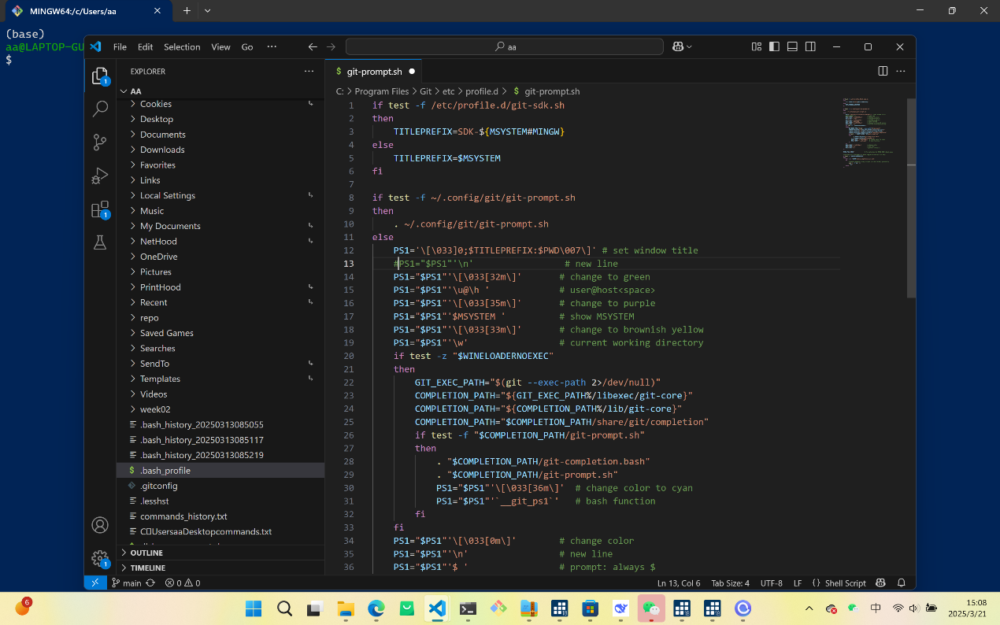 MINGW64:/c/Users/aa
(base)
aa@LAPTOP-GU
$
File Edit Selection View Go ···
aa
EXPLORER
AA
Cookies
Desktop
Documents
Downloads
Favorites
Links
Local Settings
Music
My Documents
NetHood
OneDrive
Pictures
PrintHood
Recent
repo
Saved Games
Searches
SendTo
Templates
Videos
week02
.bash_history_20250313085055
.bash_history_20250313085117
.bash_history_20250313085219
$ .bash_profile
.gitconfig
.lesshst
commands_history.txt
C▯UsersaaDesktopcommands.txt
OUTLINE
TIMELINE
1
1
1
$ git-prompt.sh
C: > Program Files > Git > etc > profile.d > $ git-prompt.sh
1 if test -f /etc/profile.d/git-sdk.sh
2 then
3 TITLEPREFIX=SDK-${MSYSTEM#MINGW}
4 else
5 TITLEPREFIX=$MSYSTEM
6 fi
7
8 if test -f ~/.config/git/git-prompt.sh
9 then
10 . ~/.config/git/git-prompt.sh
11 else
12 PS1='\[\033]0;$TITLEPREFIX:$PWD\007\]' # set window title
13 #PS1="$PS1"'\n' # new line
14 PS1="$PS1"'\[\033[32m\]' # change to green
15 PS1="$PS1"'\u@\h ' # user@host<space>
16 PS1="$PS1"'\[\033[35m\]' # change to purple
17 PS1="$PS1"'$MSYSTEM ' # show MSYSTEM
18 PS1="$PS1"'\[\033[33m\]' # change to brownish yellow
19 PS1="$PS1"'\w' # current working directory
20 if test -z "$WINELOADERNOEXEC"
21 then
22 GIT_EXEC_PATH="$(git --exec-path 2>/dev/null)"
23 COMPLETION_PATH="${GIT_EXEC_PATH%/libexec/git-core}"
24 COMPLETION_PATH="${COMPLETION_PATH%/lib/git-core}"
25 COMPLETION_PATH="$COMPLETION_PATH/share/git/completion"
26 if test -f "$COMPLETION_PATH/git-prompt.sh"
27 then
28 . "$COMPLETION_PATH/git-completion.bash"
29 . "$COMPLETION_PATH/git-prompt.sh"
30 PS1="$PS1"'\[\033[36m\]' # change color to cyan
31 PS1="$PS1"'`__git_ps1`' # bash function
32 fi
33 fi
34 PS1="$PS1"'\[\033[0m\]' # change color
35 PS1="$PS1"'\n' # new line
36 PS1="$PS1"'$ ' # prompt: always $
main 0 0 Ln 13, Col 6 Tab Size: 4 UTF-8 LF {} Shell Script
6
中
15:08
2025/3/21